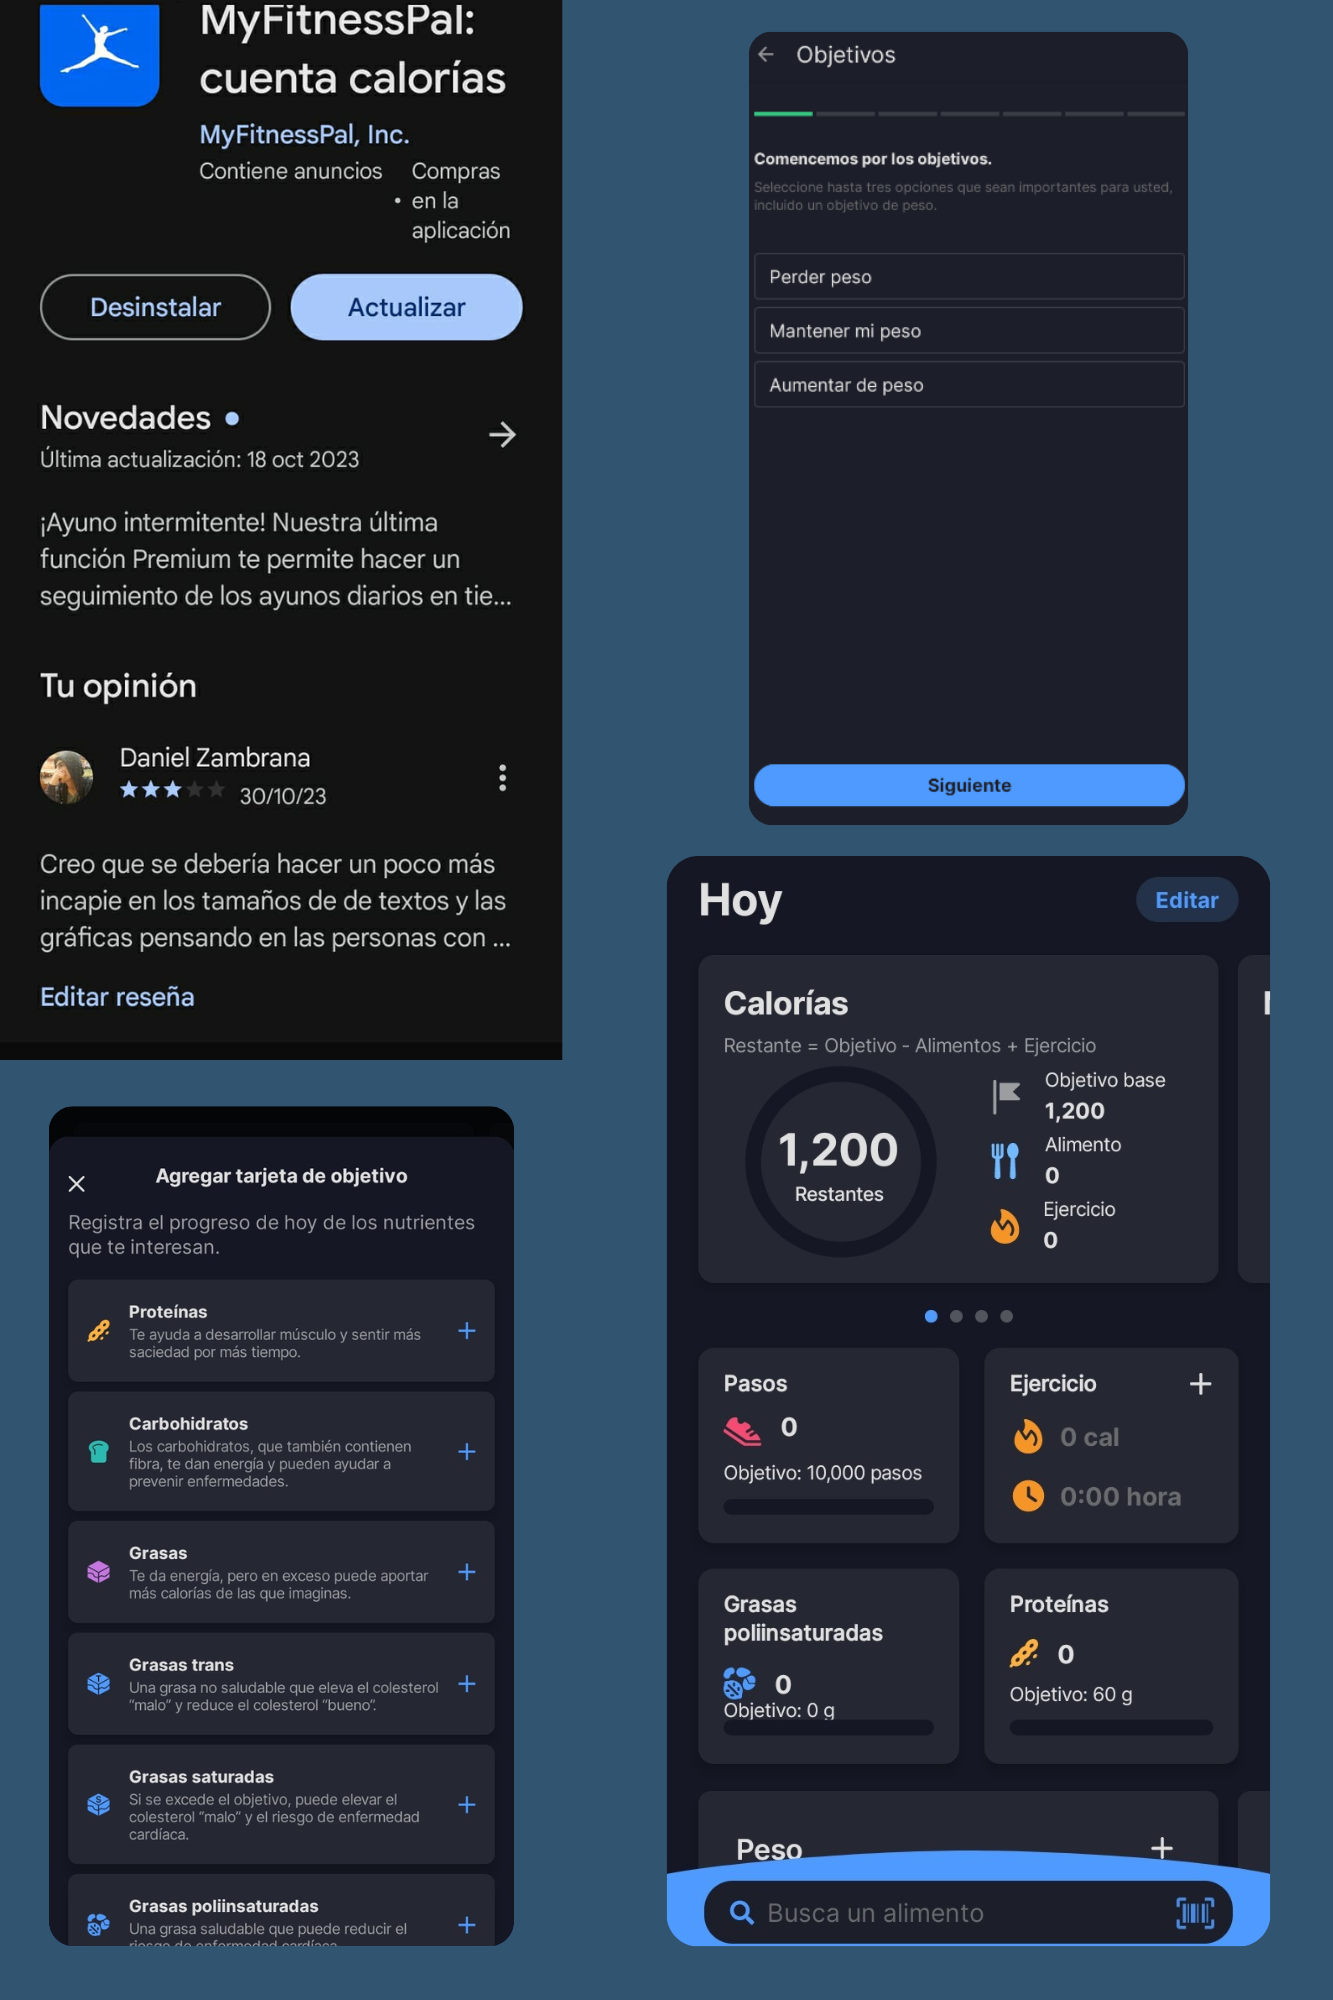 MyFitnessPal:
cuenta calorías
MyFitnessPal, Inc.
Contiene anuncios
• Compras
en la
aplicación
Desinstalar
Actualizar
Novedades
Última actualización: 18 oct 2023
¡Ayuno intermitente! Nuestra última
función Premium te permite hacer un
seguimiento de los ayunos diarios en tie...
Tu opinión
Daniel Zambrana
30/10/23
Creo que se debería hacer un poco más
incapie en los tamaños de de textos y las
gráficas pensando en las personas con ...
Editar reseña
Objetivos
Comencemos por los objetivos.
Seleccione hasta tres opciones que sean importantes para usted,
incluido un objetivo de peso.
Perder peso
Mantener mi peso
Aumentar de peso
Siguiente
Agregar tarjeta de objetivo
Registra el progreso de hoy de los nutrientes
que te interesan.
Proteínas
Te ayuda a desarrollar músculo y sentir más
saciedad por más tiempo.
Carbohidratos
Los carbohidratos, que también contienen
fibra, te dan energía y pueden ayudar a
prevenir enfermedades.
Grasas
Te da energía, pero en exceso puede aportar
más calorías de las que imaginas.
Grasas trans
Una grasa no saludable que eleva el colesterol
“malo” y reduce el colesterol “bueno”.
Grasas saturadas
Si se excede el objetivo, puede elevar el
colesterol “malo” y el riesgo de enfermedad
cardíaca.
Grasas poliinsaturadas
Una grasa saludable que puede reducir el
riesgo de enfermedad cardíaca
Hoy
Editar
Calorías
Restante = Objetivo - Alimentos + Ejercicio
1,200
Restantes
Objetivo base
1,200
Alimento
0
Ejercicio
0
Pasos
0
Objetivo: 10,000 pasos
Ejercicio
0 cal
0:00 hora
Grasas
poliinsaturadas
0
Objetivo: 0 g
Proteínas
0
Objetivo: 60 g
Peso
Busca un alimento